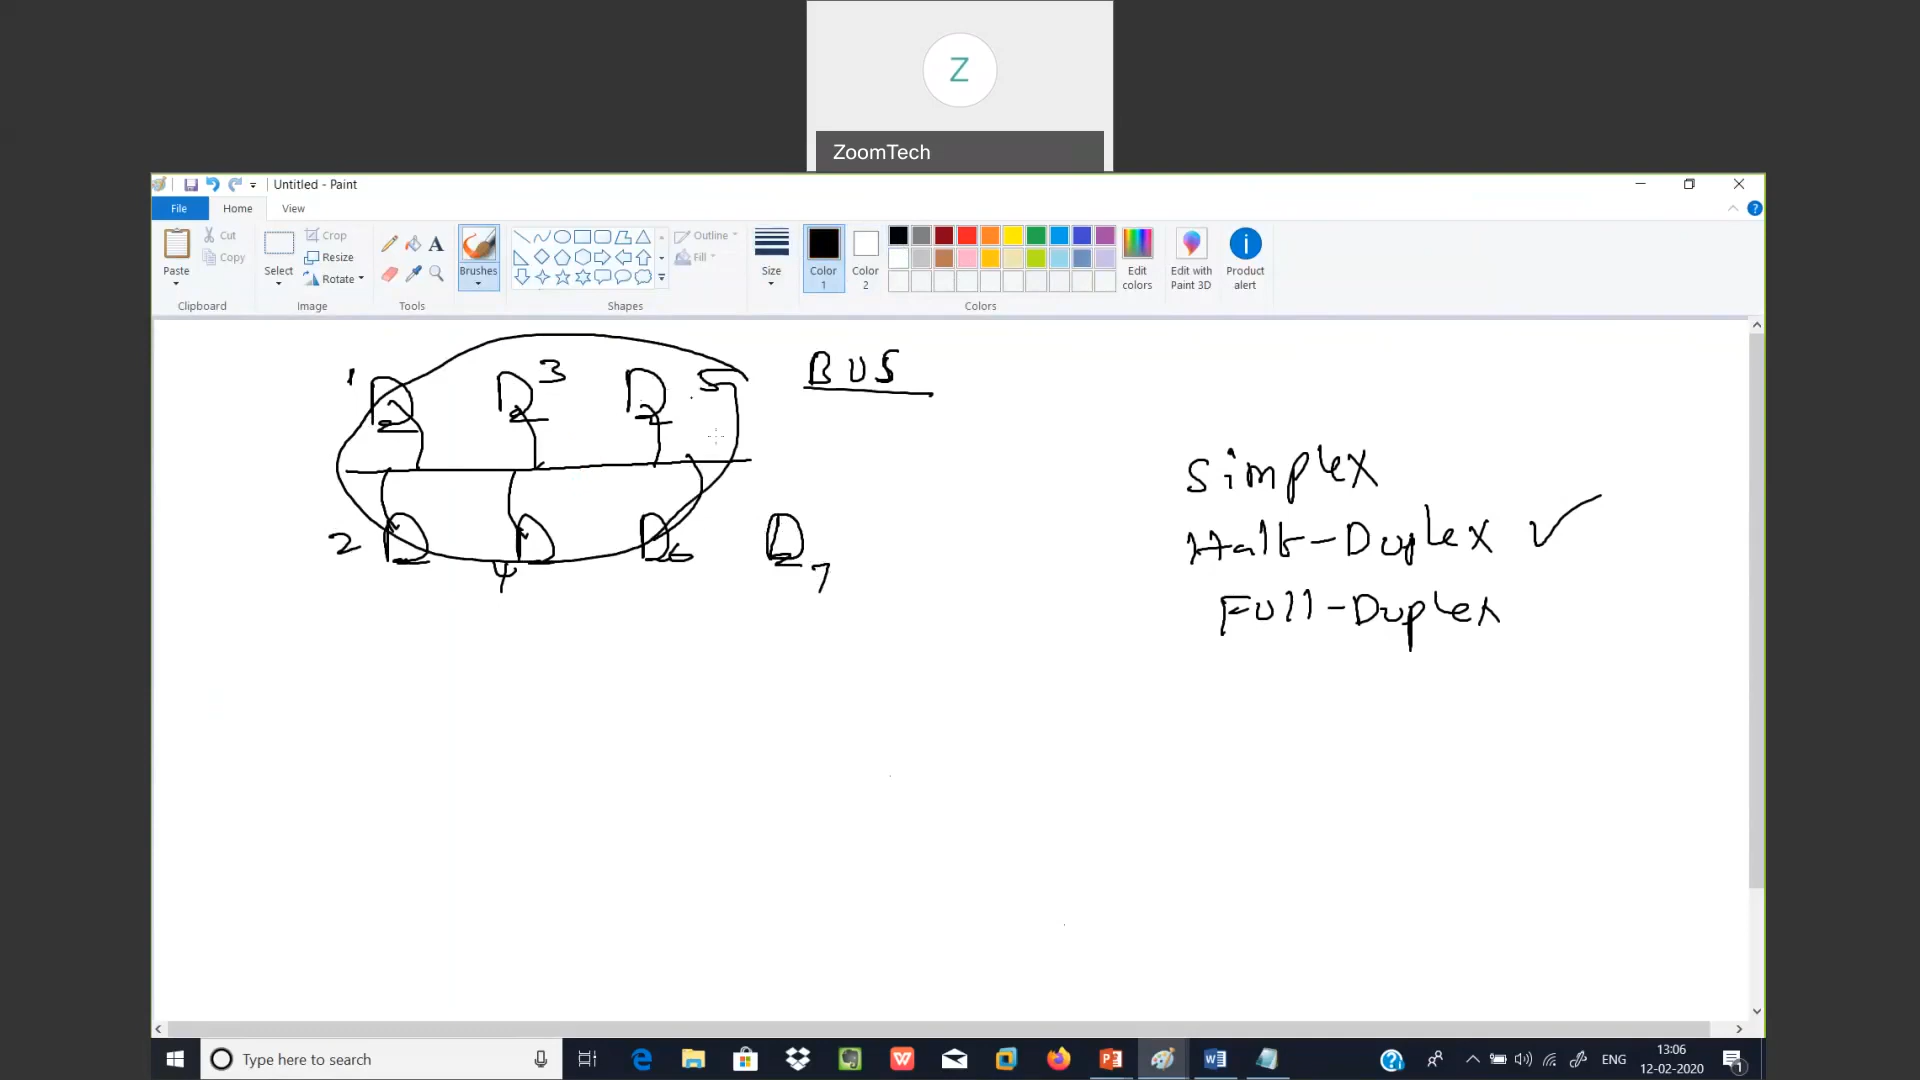 Z
ZoomTech
Untitled - Paint
File Home View
Paste
Cut
Copy
Clipboard
Select
Crop
Resize
Rotate
Image
A
Tools
Brushes
Outline
Fill
Shapes
Size
Color 1
Color 2
Colors
Edit colors
Edit with Paint 3D
Product alert
1 D 3 D D 5
BUS
2 D 4 D D 6 D 7
Simplex
Half-Duplex ✓
Full-Duplex
Type here to search
ENG
13:06
12-02-2020
1